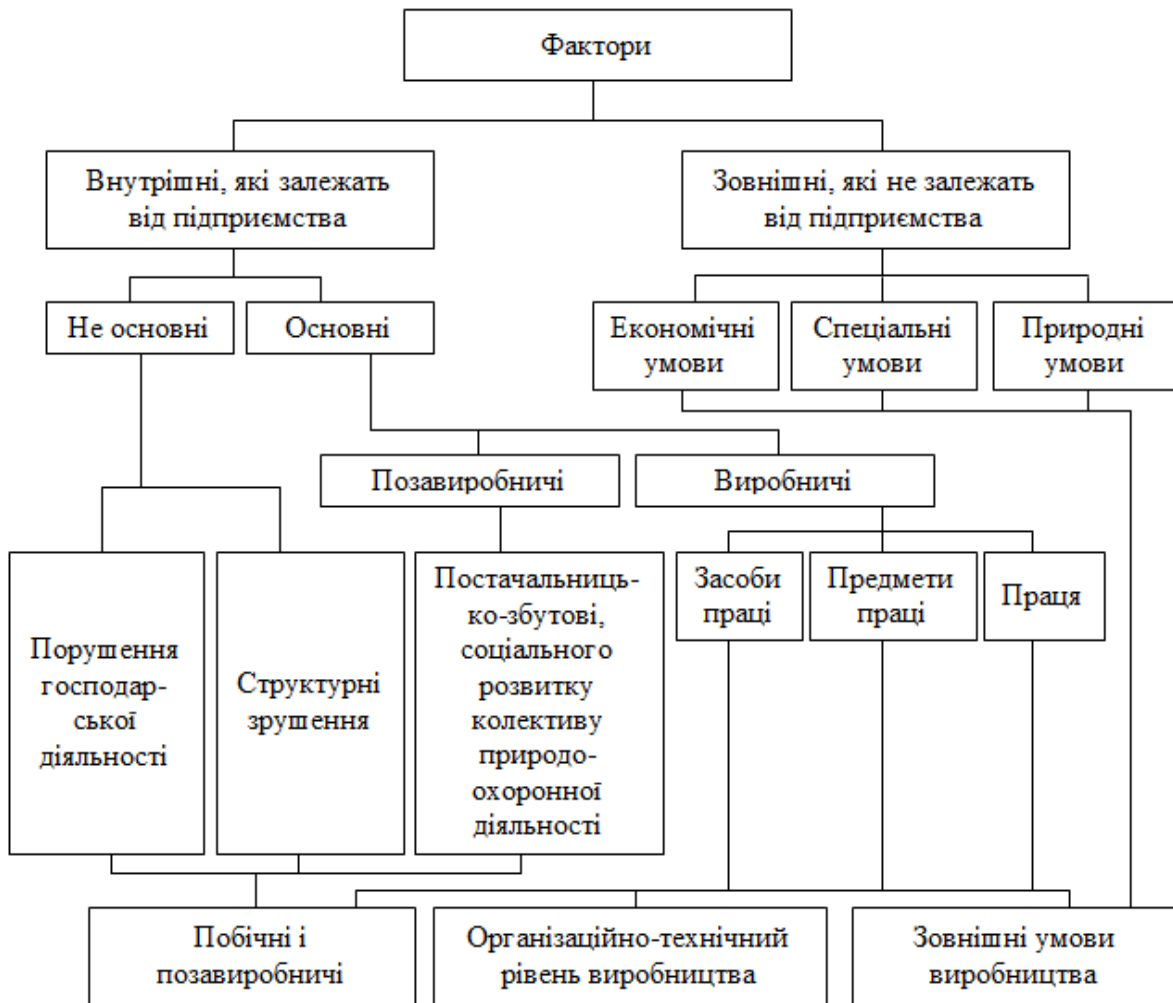 Фактори
Внутрішні, які залежать
від підприємства
Зовнішні, які не залежать
від підприємства
Не основні
Основні
Економічні
умови
Спеціальні
умови
Природні
умови
Позавиробничі
Виробничі
Порушення
господар-
ської
діяльності
Структурні
зрушення
Постачальниць-
ко-збутові,
соціального
розвитку
колективу
природо-
охоронної
діяльності
Засоби
праці
Предмети
праці
Праця
Побічні і
позавиробничі
Організаційно-технічний
рівень виробництва
Зовнішні умови
виробництва